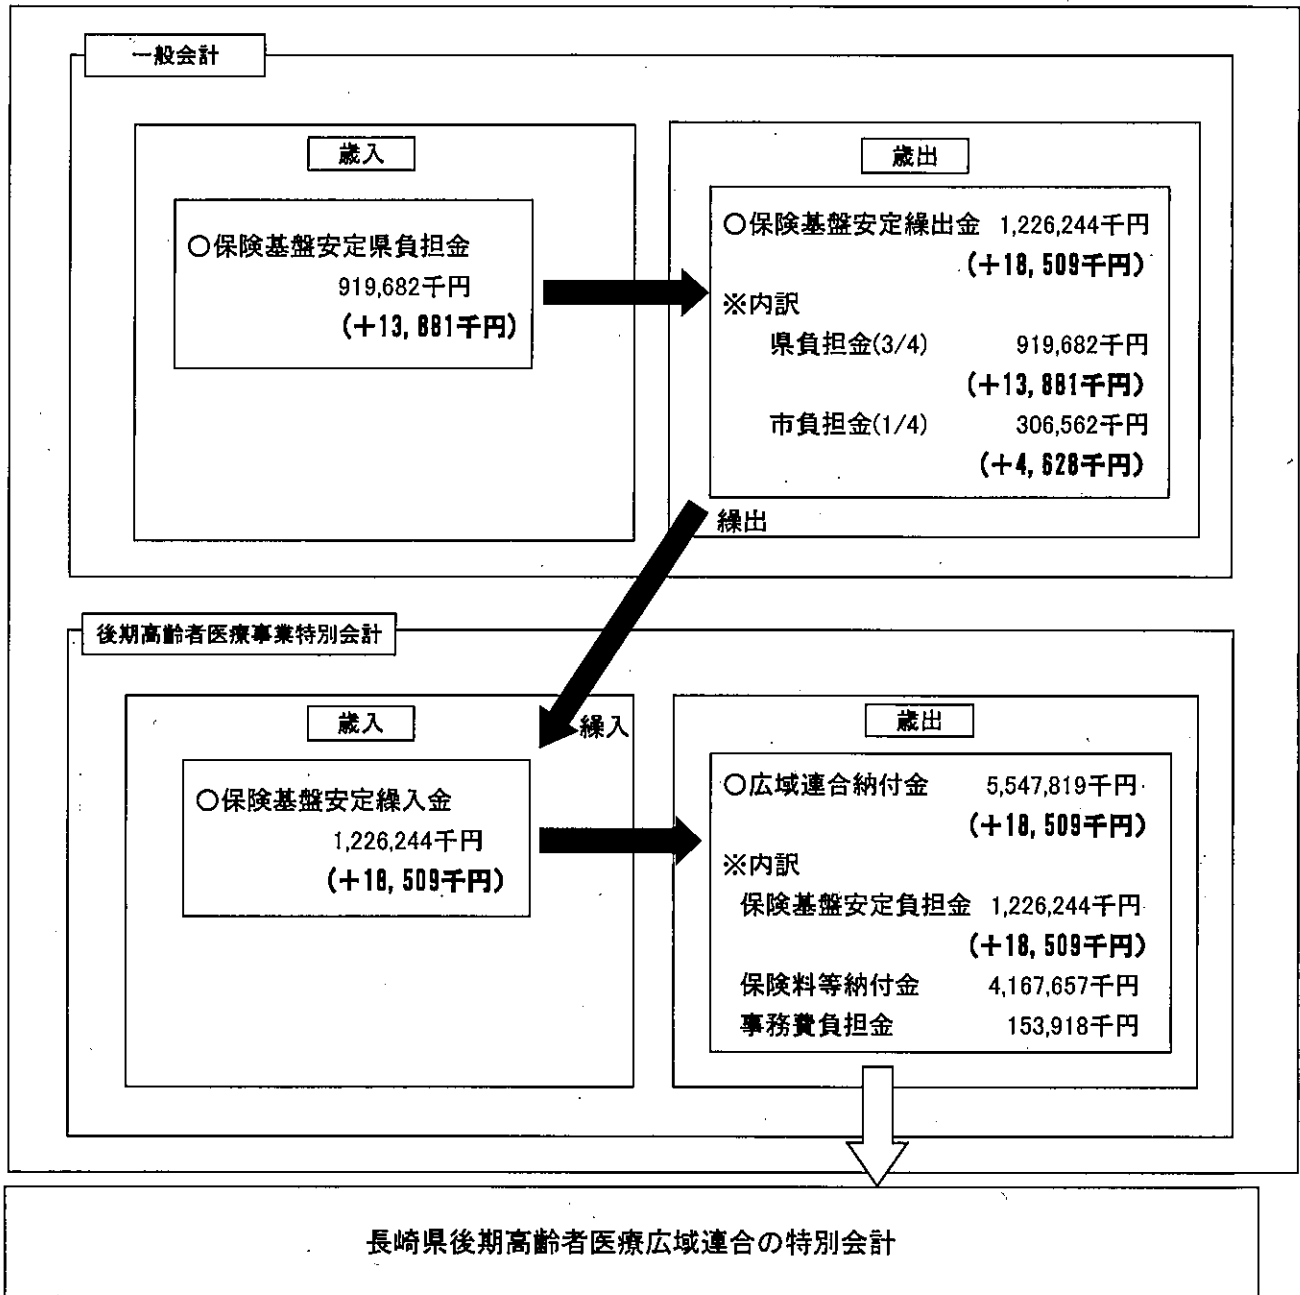 一般会計
歳入
○保険基盤安定県負担金
919,682千円
(+13,881千円)
歳出
○保険基盤安定繰出金 1,226,244千円
(+18,509千円)
※内訳
県負担金(3/4) 919,682千円
(+13,881千円)
市負担金(1/4) 306,562千円
(+4,628千円)
繰出
後期高齢者医療事業特別会計
歳入
繰入
○保険基盤安定繰入金
1,226,244千円
(+18,509千円)
歳出
○広域連合納付金 5,547,819千円
(+18,509千円)
※内訳
保険基盤安定負担金 1,226,244千円
(+18,509千円)
保険料等納付金 4,167,657千円
事務費負担金 153,918千円
長崎県後期高齢者医療広域連合の特別会計